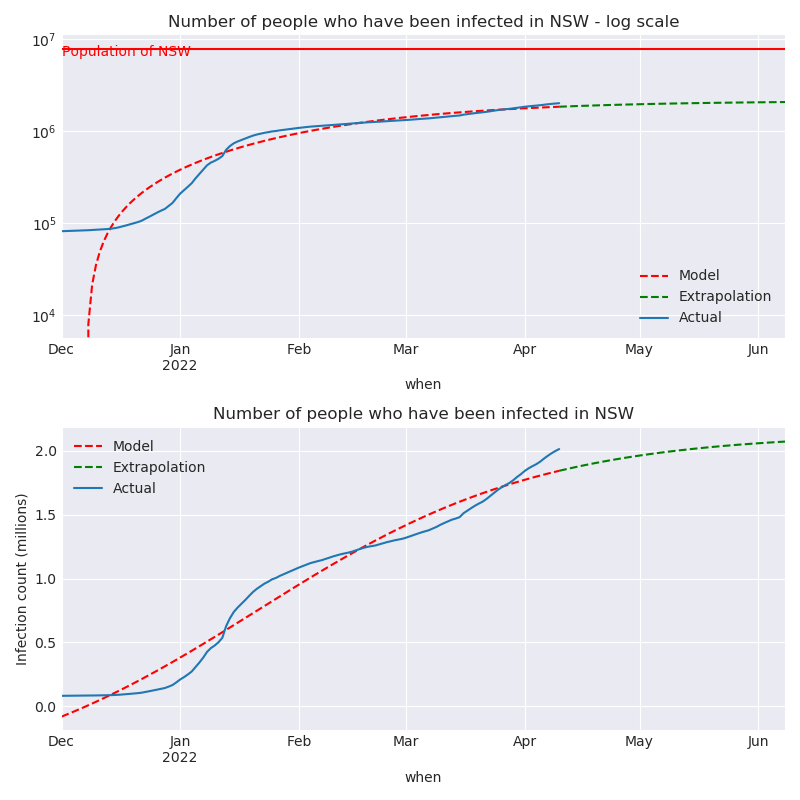 Number of people who have been infected in NSW - log scale
10⁷
Population of NSW
10⁶
10⁵
10⁴
Model
Extrapolation
Actual
Dec Jan Feb Mar Apr May Jun
2022
when
Number of people who have been infected in NSW
Infection count (millions)
2.0
1.5
1.0
0.5
0.0
Model
Extrapolation
Actual
Dec Jan Feb Mar Apr May Jun
2022
when